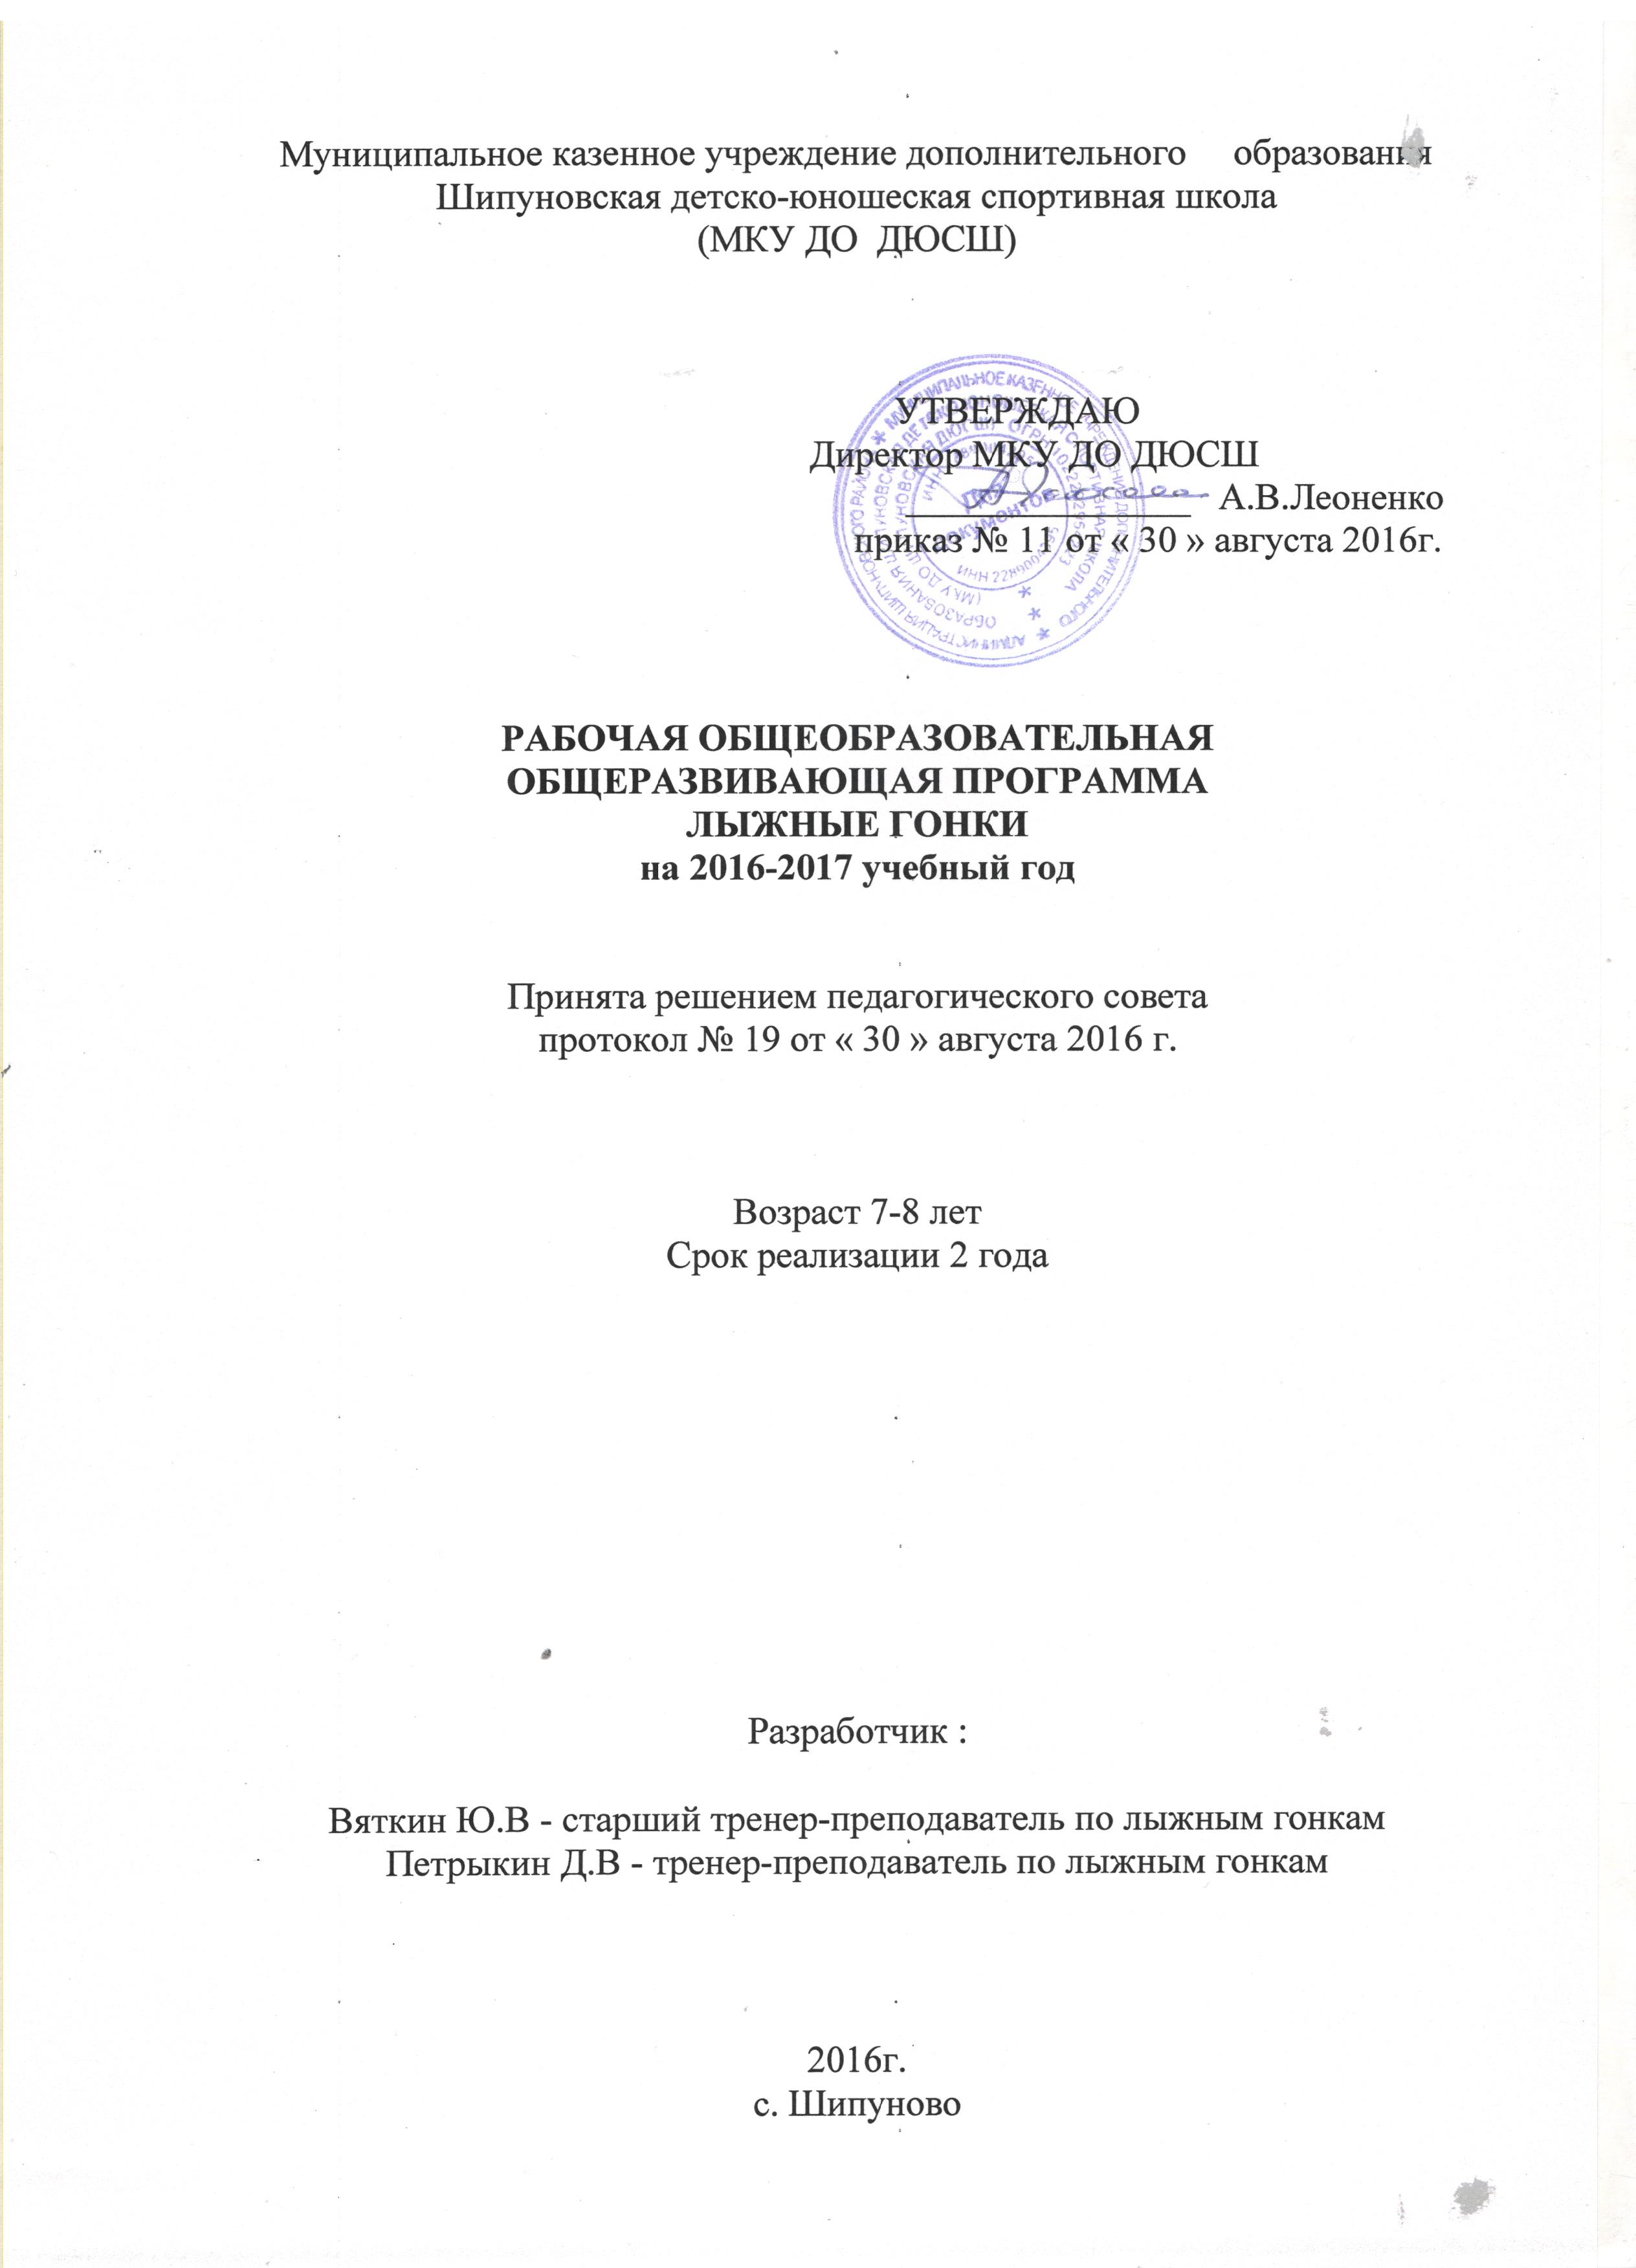 Муниципальное казенное учреждение дополнительного образования
Шипуновская детско-юношеская спортивная школа
(МКУ ДО ДЮСШ)
УТВЕРЖДАЮ
Директор МКУ ДО ДЮСШ
А.В.Леоненко
приказ № 11 от « 30 » августа 2016г.
РАБОЧАЯ ОБЩЕОБРАЗОВАТЕЛЬНАЯ
ОБЩЕРАЗВИВАЮЩАЯ ПРОГРАММА
ЛЫЖНЫЕ ГОНКИ
на 2016-2017 учебный год
Принята решением педагогического совета
протокол № 19 от « 30 » августа 2016 г.
Возраст 7-8 лет
Срок реализации 2 года
Разработчик :
Вяткин Ю.В - старший тренер-преподаватель по лыжным гонкам
Петрыкин Д.В - тренер-преподаватель по лыжным гонкам
2016г.
с. Шипуново